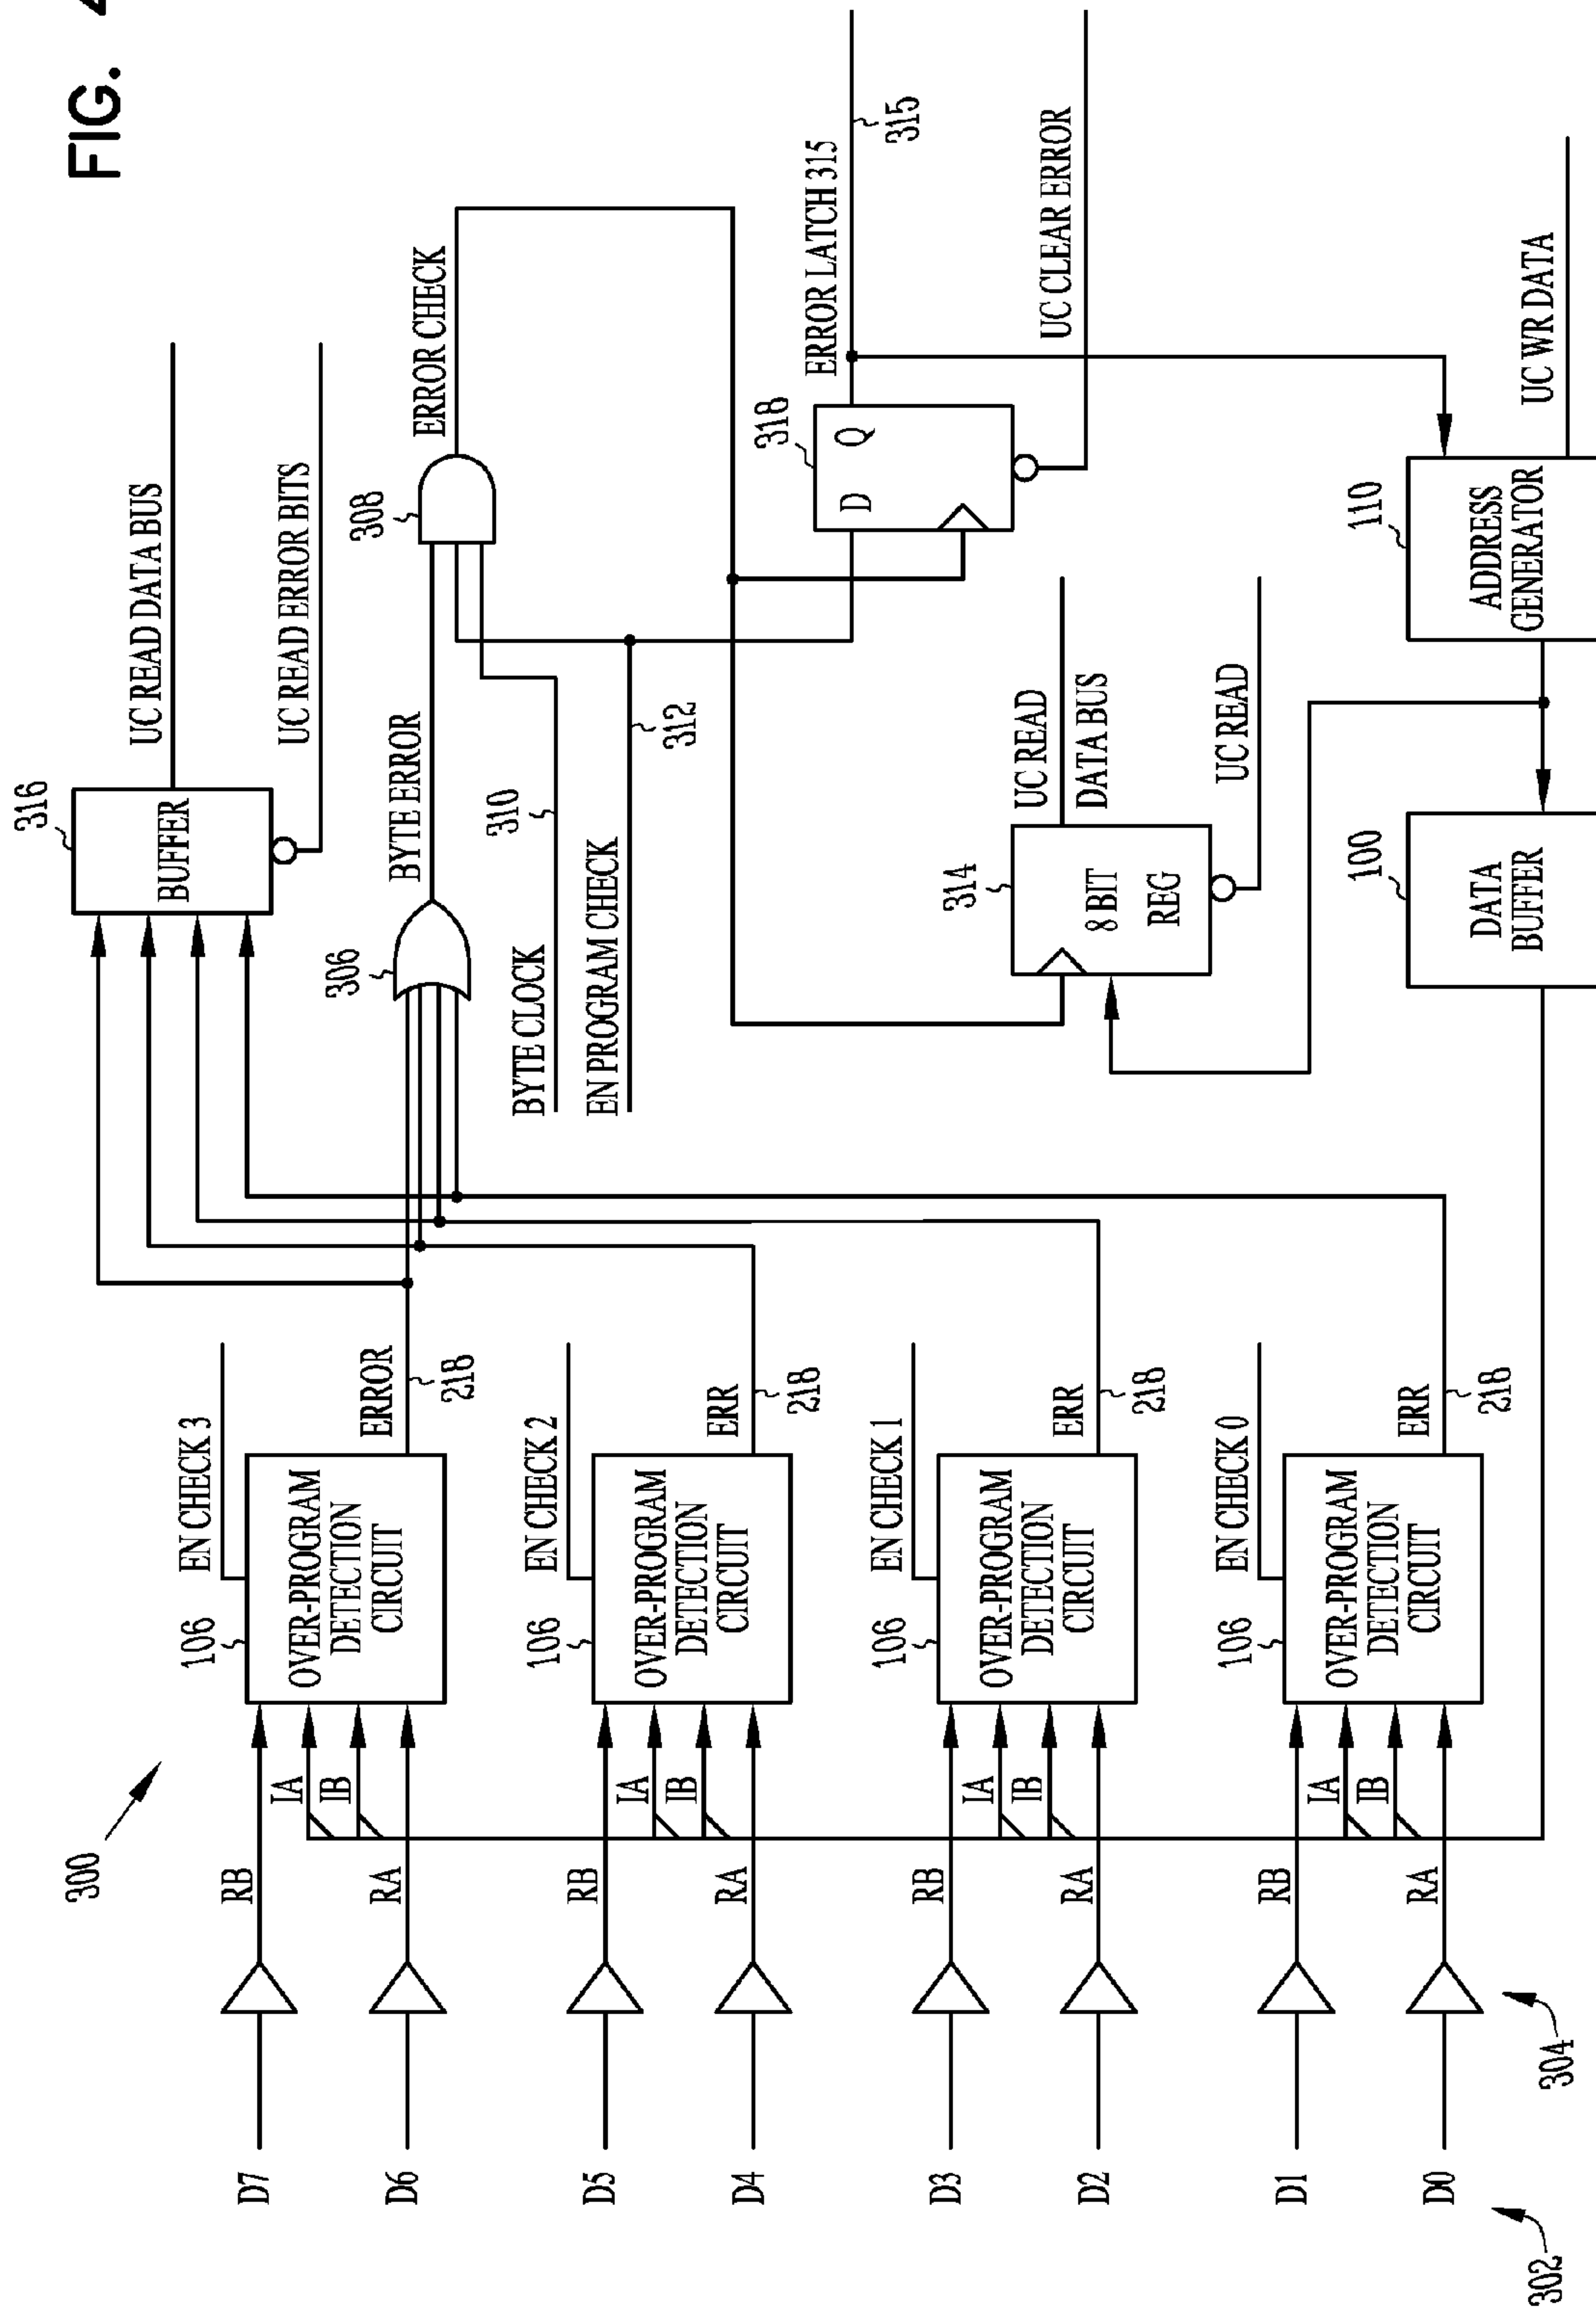 FIG. 4
300
316
BUFFER
UC READ DATA BUS
UC READ ERROR BITS
D7
RB
IA
IB
D6
RA
106
OVER-PROGRAM
DETECTION
CIRCUIT
EN CHECK 3
ERROR
218
306
BYTE ERROR
308
ERROR CHECK
BYTE CLOCK
310
EN PROGRAM CHECK
312
D5
RB
IA
IB
D4
RA
106
OVER-PROGRAM
DETECTION
CIRCUIT
EN CHECK 2
ERR
218
318
D
Q
ERROR LATCH 315
315
UC CLEAR ERROR
D3
RB
IA
IB
D2
RA
106
OVER-PROGRAM
DETECTION
CIRCUIT
EN CHECK 1
ERR
218
314
8 BIT
REG
UC READ
DATA BUS
UC READ
D1
RB
IA
IB
D0
RA
106
OVER-PROGRAM
DETECTION
CIRCUIT
EN CHECK 0
ERR
218
100
DATA
BUFFER
110
ADDRESS
GENERATOR
UC WR DATA
302
304